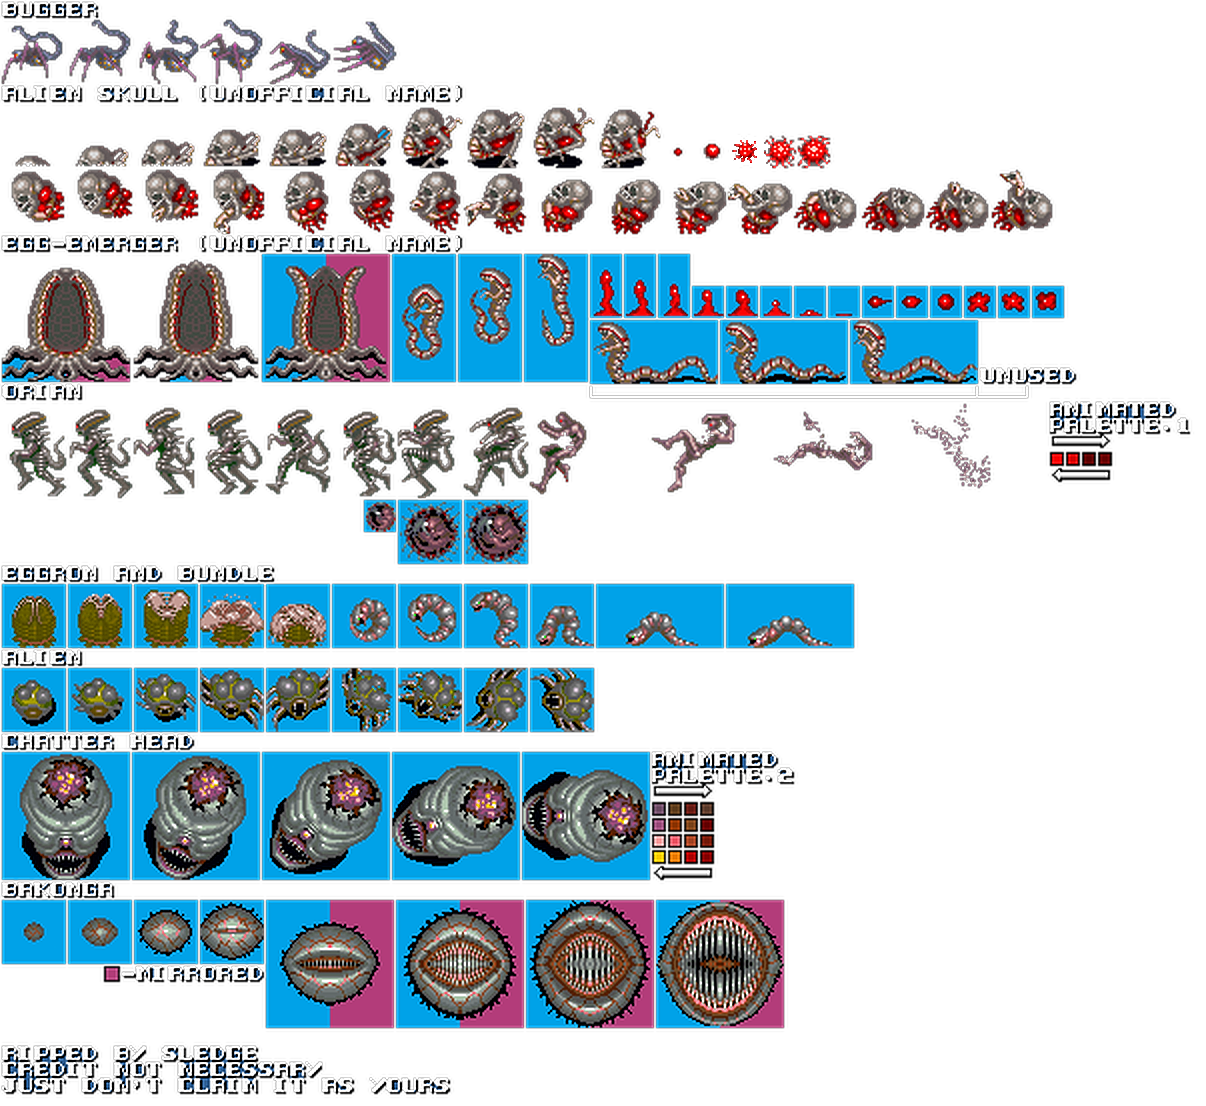 BUGGER
ALIEN SKULL (UNOFFICIAL NAME)
EGG-EMERGER (UNOFFICIAL NAME)
UNUSED
ORIAN
ANIMATED
PALETTE.1
EGGRON AND BUNDLE
ALIEN
CHATTER HEAD
ANIMATED
PALETTE.2
BAKONGA
=MIRRORED
RIPPED BY SLEDGE
CREDIT NOT NECESSARY
JUST DON'T CLAIM IT AS YOURS